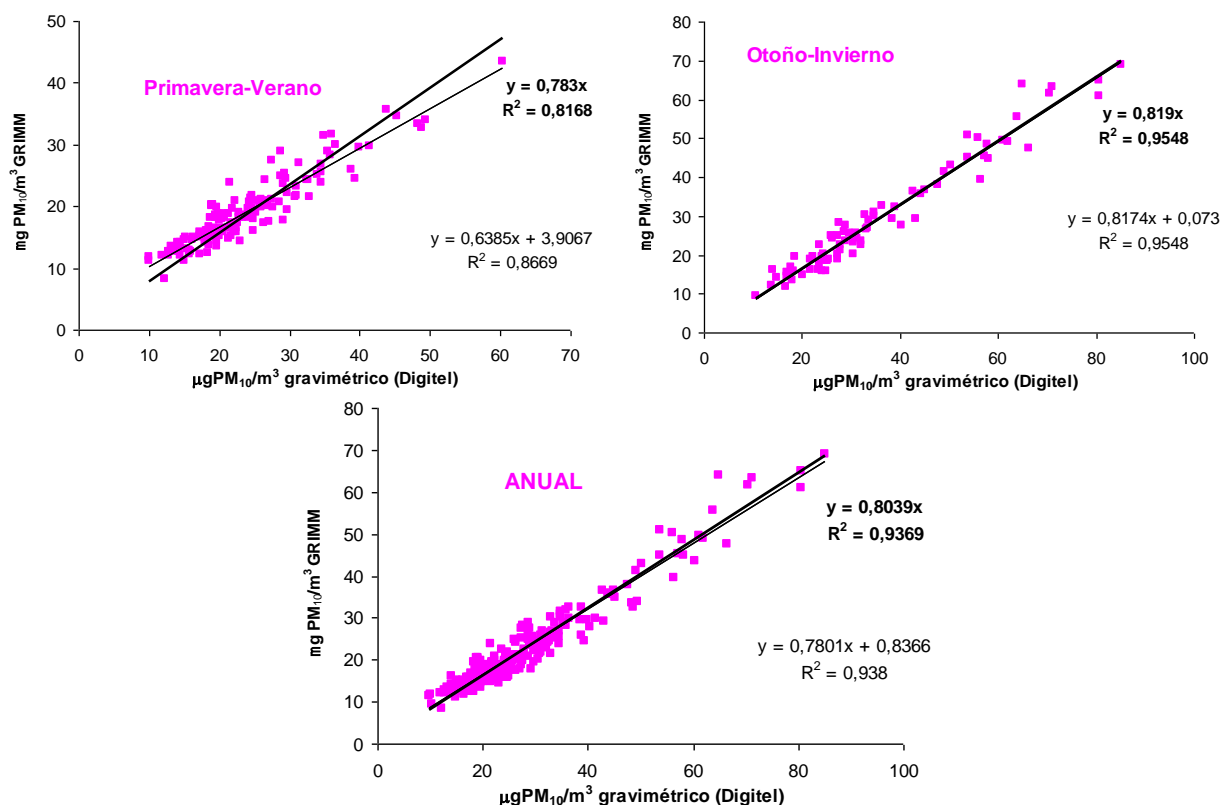 50
40
30
20
10
0
mg PM10/m3 GRIMM
Primavera-Verano
y = 0,783x
R2 = 0,8168
y = 0,6385x + 3,9067
R2 = 0,8669
0 10 20 30 40 50 60 70
µgPM10/m3 gravimétrico (Digitel)
80
70
60
50
40
30
20
10
0
mg PM10/m3 GRIMM
Otoño-Invierno
y = 0,819x
R2 = 0,9548
y = 0,8174x + 0,073
R2 = 0,9548
0 20 40 60 80 100
µgPM10/m3 gravimétrico (Digitel)
80
70
60
50
40
30
20
10
0
mg PM10/m3 GRIMM
ANUAL
y = 0,8039x
R2 = 0,9369
y = 0,7801x + 0,8366
R2 = 0,938
0 20 40 60 80 100
µgPM10/m3 gravimétrico (Digitel)